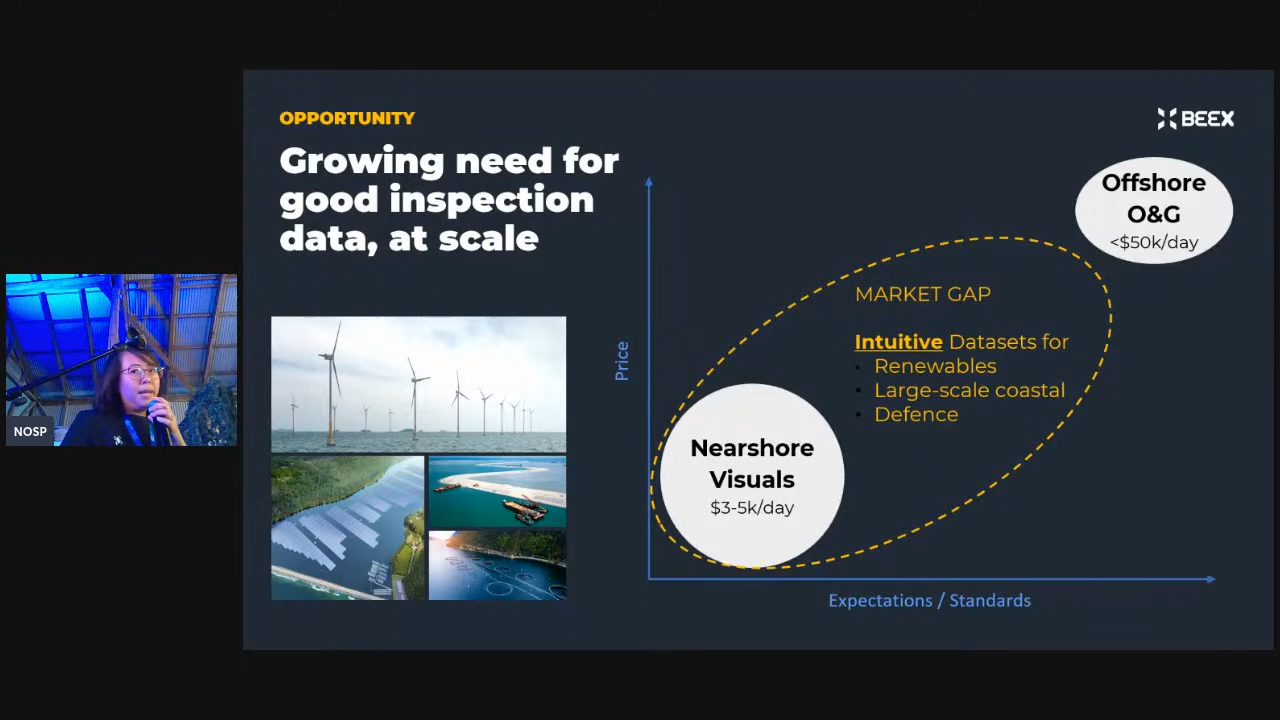 OPPORTUNITY
Growing need for
good inspection
data, at scale
BEEX
Offshore
O&G
<$50k/day
MARKET GAP
Intuitive Datasets for
• Renewables
• Large-scale coastal
• Defence
Price
Nearshore
Visuals
$3-5k/day
Expectations / Standards
NOSP